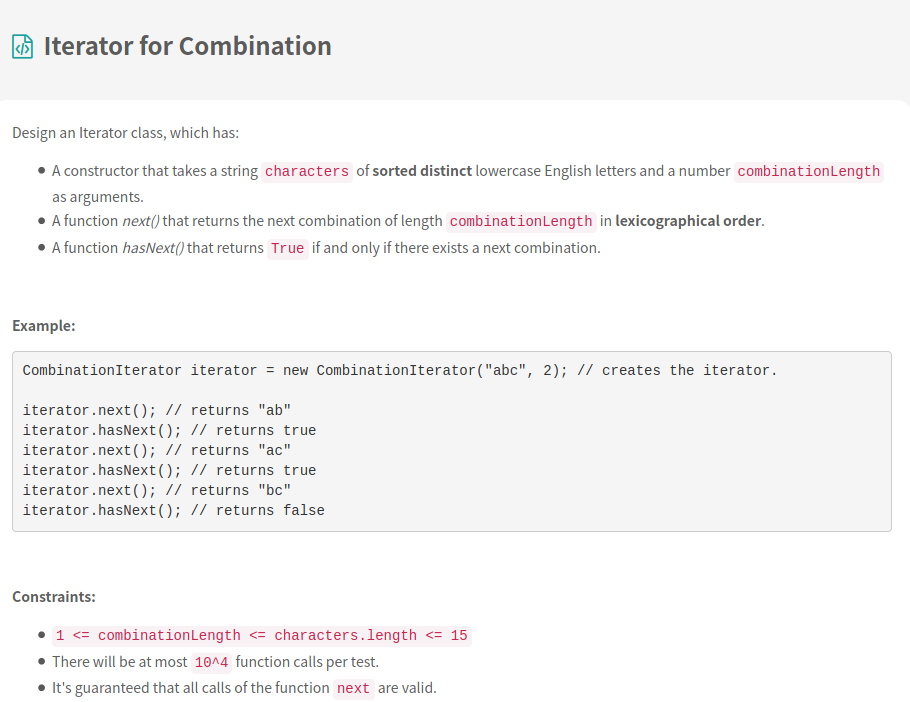 Iterator for Combination
Design an Iterator class, which has:
● A constructor that takes a string characters of sorted distinct lowercase English letters and a number combinationLength
as arguments.
● A function next() that returns the next combination of length combinationLength in lexicographical order.
● A function hasNext() that returns True if and only if there exists a next combination.
Example:
CombinationIterator iterator = new CombinationIterator("abc", 2); // creates the iterator.
iterator.next(); // returns "ab"
iterator.hasNext(); // returns true
iterator.next(); // returns "ac"
iterator.hasNext(); // returns true
iterator.next(); // returns "bc"
iterator.hasNext(); // returns false
Constraints:
● 1 <= combinationLength <= characters.length <= 15
● There will be at most 10^4 function calls per test.
● It's guaranteed that all calls of the function next are valid.